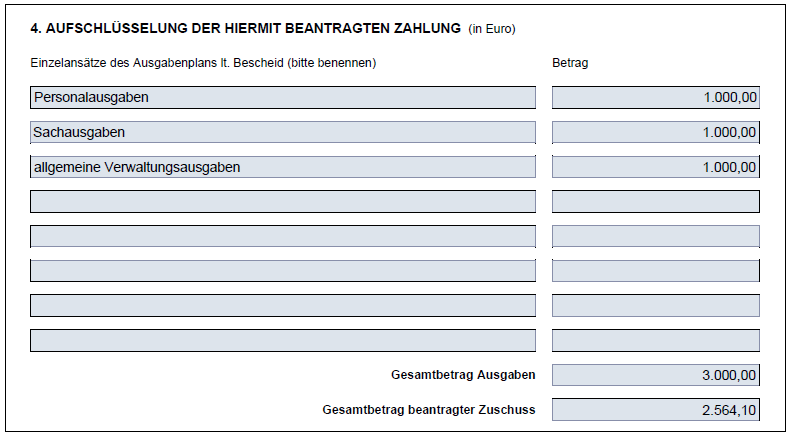 4. AUFSCHLÜSSELUNG DER HIERMIT BEANTRAGTEN ZAHLUNG (in Euro)
Einzelansätze des Ausgabenplans lt. Bescheid (bitte benennen) Betrag
Personalausgaben 1.000,00
Sachausgaben 1.000,00
allgemeine Verwaltungsausgaben 1.000,00
Gesamtbetrag Ausgaben 3.000,00
Gesamtbetrag beantragter Zuschuss 2.564,10